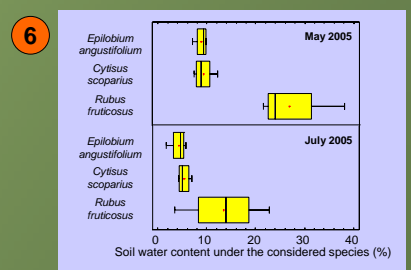 6
May 2005
Epilobium
angustifolium
Cytisus
scoparius
Rubus
fruticosus
July 2005
Epilobium
angustifolium
Cytisus
scoparius
Rubus
fruticosus
0 10 20 30 40
Soil water content under the considered species (%)